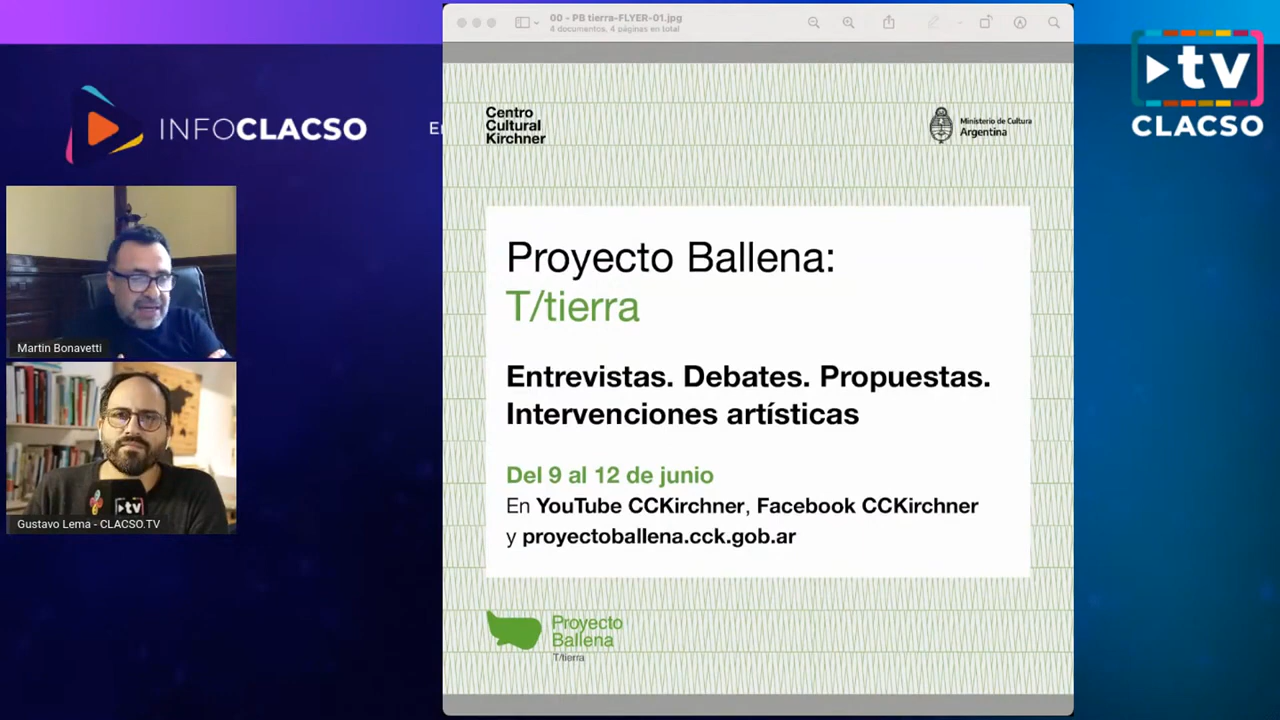 00 - PB tierra-FLYER-01.jpg
4 documentos, 4 páginas en total
tv
CLACSO
INFOCLACSO
Centro
Cultural
Kirchner
Ministerio de Cultura
Argentina
Proyecto Ballena:
T/tierra
Entrevistas. Debates. Propuestas.
Intervenciones artísticas
Del 9 al 12 de junio
En YouTube CCKirchner, Facebook CCKirchner
y proyectoballena.cck.gob.ar
Proyecto
Ballena
T/tierra
Martin Bonavetti
tv
Gustavo Lema - CLACSO.TV